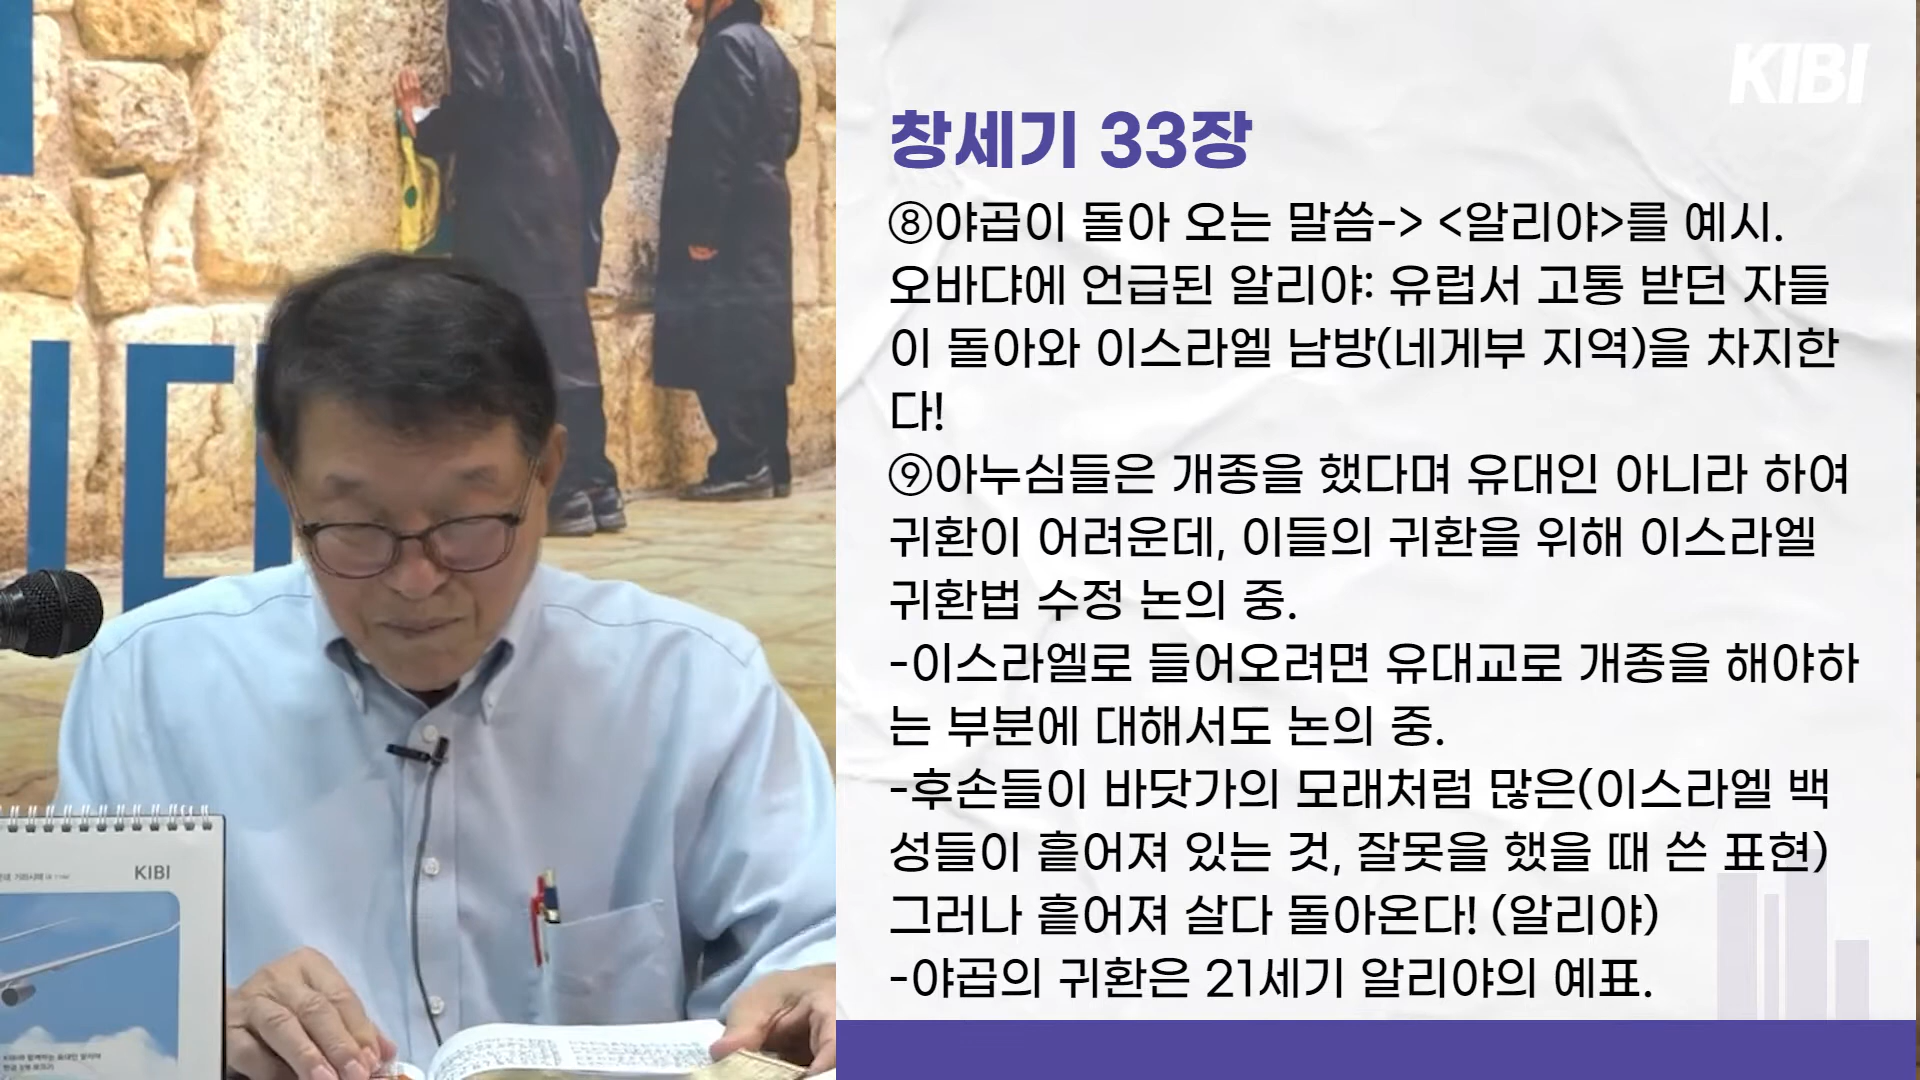 KIBI
창세기 33장
⑧야곱이 돌아 오는 말씀-> <알리야>를 예시.
오바댜에 언급된 알리야: 유럽서 고통 받던 자들
이 돌아와 이스라엘 남방(네게부 지역)을 차지한
다!
⑨아누심들은 개종을 했다며 유대인 아니라 하여
귀환이 어려운데, 이들의 귀환을 위해 이스라엘
귀환법 수정 논의 중.
-이스라엘로 들어오려면 유대교로 개종을 해야하
는 부분에 대해서도 논의 중.
-후손들이 바닷가의 모래처럼 많은(이스라엘 백
성들이 흩어져 있는 것, 잘못을 했을 때 쓴 표현)
그러나 흩어져 살다 돌아온다! (알리야)
-야곱의 귀환은 21세기 알리야의 예표.
KIBI